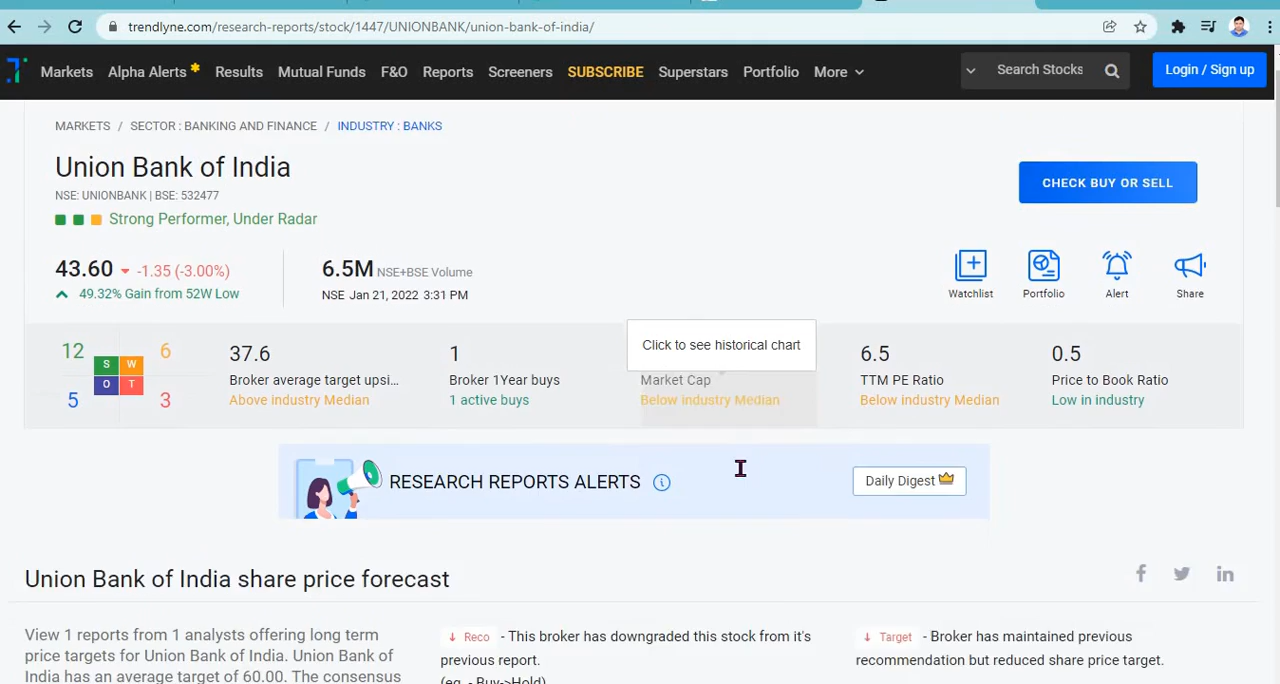 trendlyne.com/research-reports/stock/1447/UNIONBANK/union-bank-of-india/
Markets Alpha Alerts Results Mutual Funds F&O Reports Screeners SUBSCRIBE Superstars Portfolio More Search Stocks Login / Sign up
MARKETS / SECTOR : BANKING AND FINANCE / INDUSTRY : BANKS
Union Bank of India
NSE: UNIONBANK | BSE: 532477
CHECK BUY OR SELL
Strong Performer, Under Radar
43.60 -1.35 (-3.00%)
49.32% Gain from 52W Low
6.5M NSE+BSE Volume
NSE Jan 21, 2022 3:31 PM
Watchlist Portfolio Alert Share
12 S W 6
5 O T 3
37.6
Broker average target upsi...
Above industry Median
1
Broker 1Year buys
1 active buys
Click to see historical chart
Market Cap
Below industry Median
6.5
TTM PE Ratio
Below industry Median
0.5
Price to Book Ratio
Low in industry
RESEARCH REPORTS ALERTS
Daily Digest
Union Bank of India share price forecast
View 1 reports from 1 analysts offering long term
price targets for Union Bank of India. Union Bank of
India has an average target of 60.00. The consensus
↓ Reco - This broker has downgraded this stock from it's
previous report.
(eg. - Buy->Hold)
↓ Target - Broker has maintained previous
recommendation but reduced share price target.